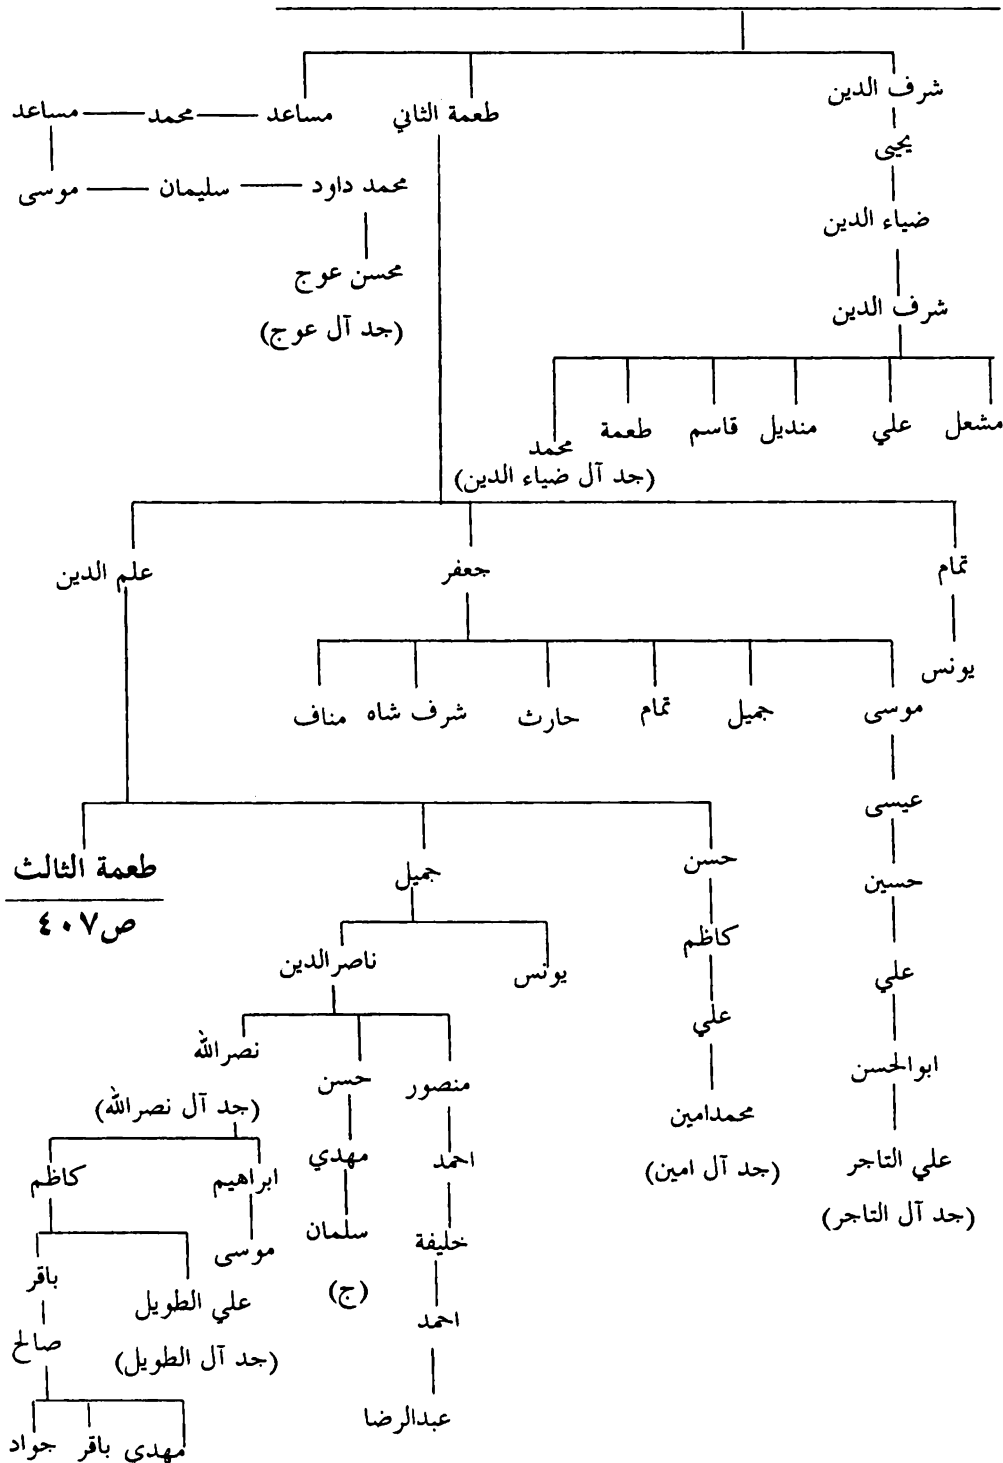 شرف الدين
طعمة الثاني
مساعد — محمد — مساعد
يحيى
محمد داود — سليمان — موسى
ضياء الدين
محسن عوج
(جد آل عوج)
شرف الدين
مشعل علي منديل قاسم طعمة محمد
(جد آل ضياء الدين)
تمام جعفر علم الدين
يونس
موسى جميل تمام حارث شرف شاه مناف
عيسى
حسن جميل طعمة الثالث
ص٤٠٧
حسين
كاظم
يونس ناصرالدين
علي
علي
نصرالله
ابوالحسن
منصور حسن
محمدامين
(جد آل نصرالله)
علي التاجر
(جد آل امين)
احمد مهدي
ابراهيم كاظم
(جد آل التاجر)
خليفة سلمان
موسى
(ج)
باقر
علي الطويل
احمد
صالح
(جد آل الطويل)
عبدالرضا
مهدي باقر جواد